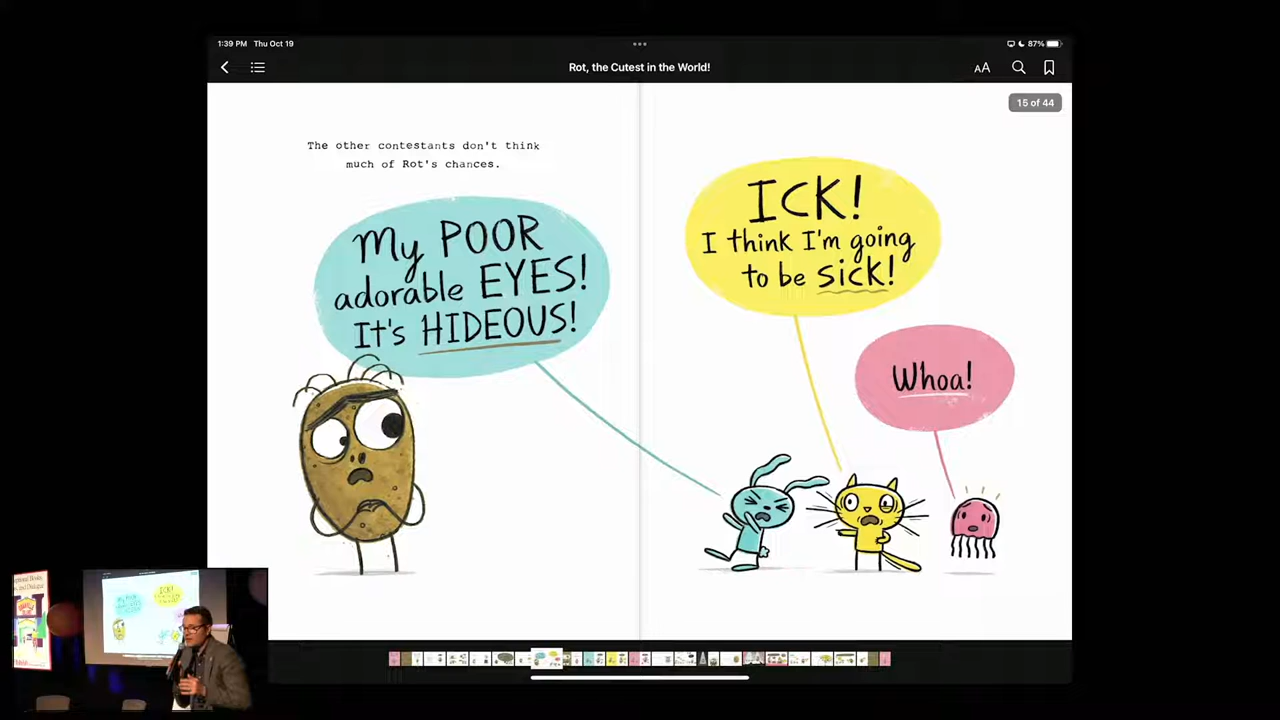 1:39 PM Thu Oct 19
87%
Rot, the Cutest in the World!
AA
15 of 44
The other contestants don't think
much of Rot's chances.
My POOR
adorable EYES!
It's HIDEOUS!
ICK!
I think I'm going
to be sick!
Whoa!